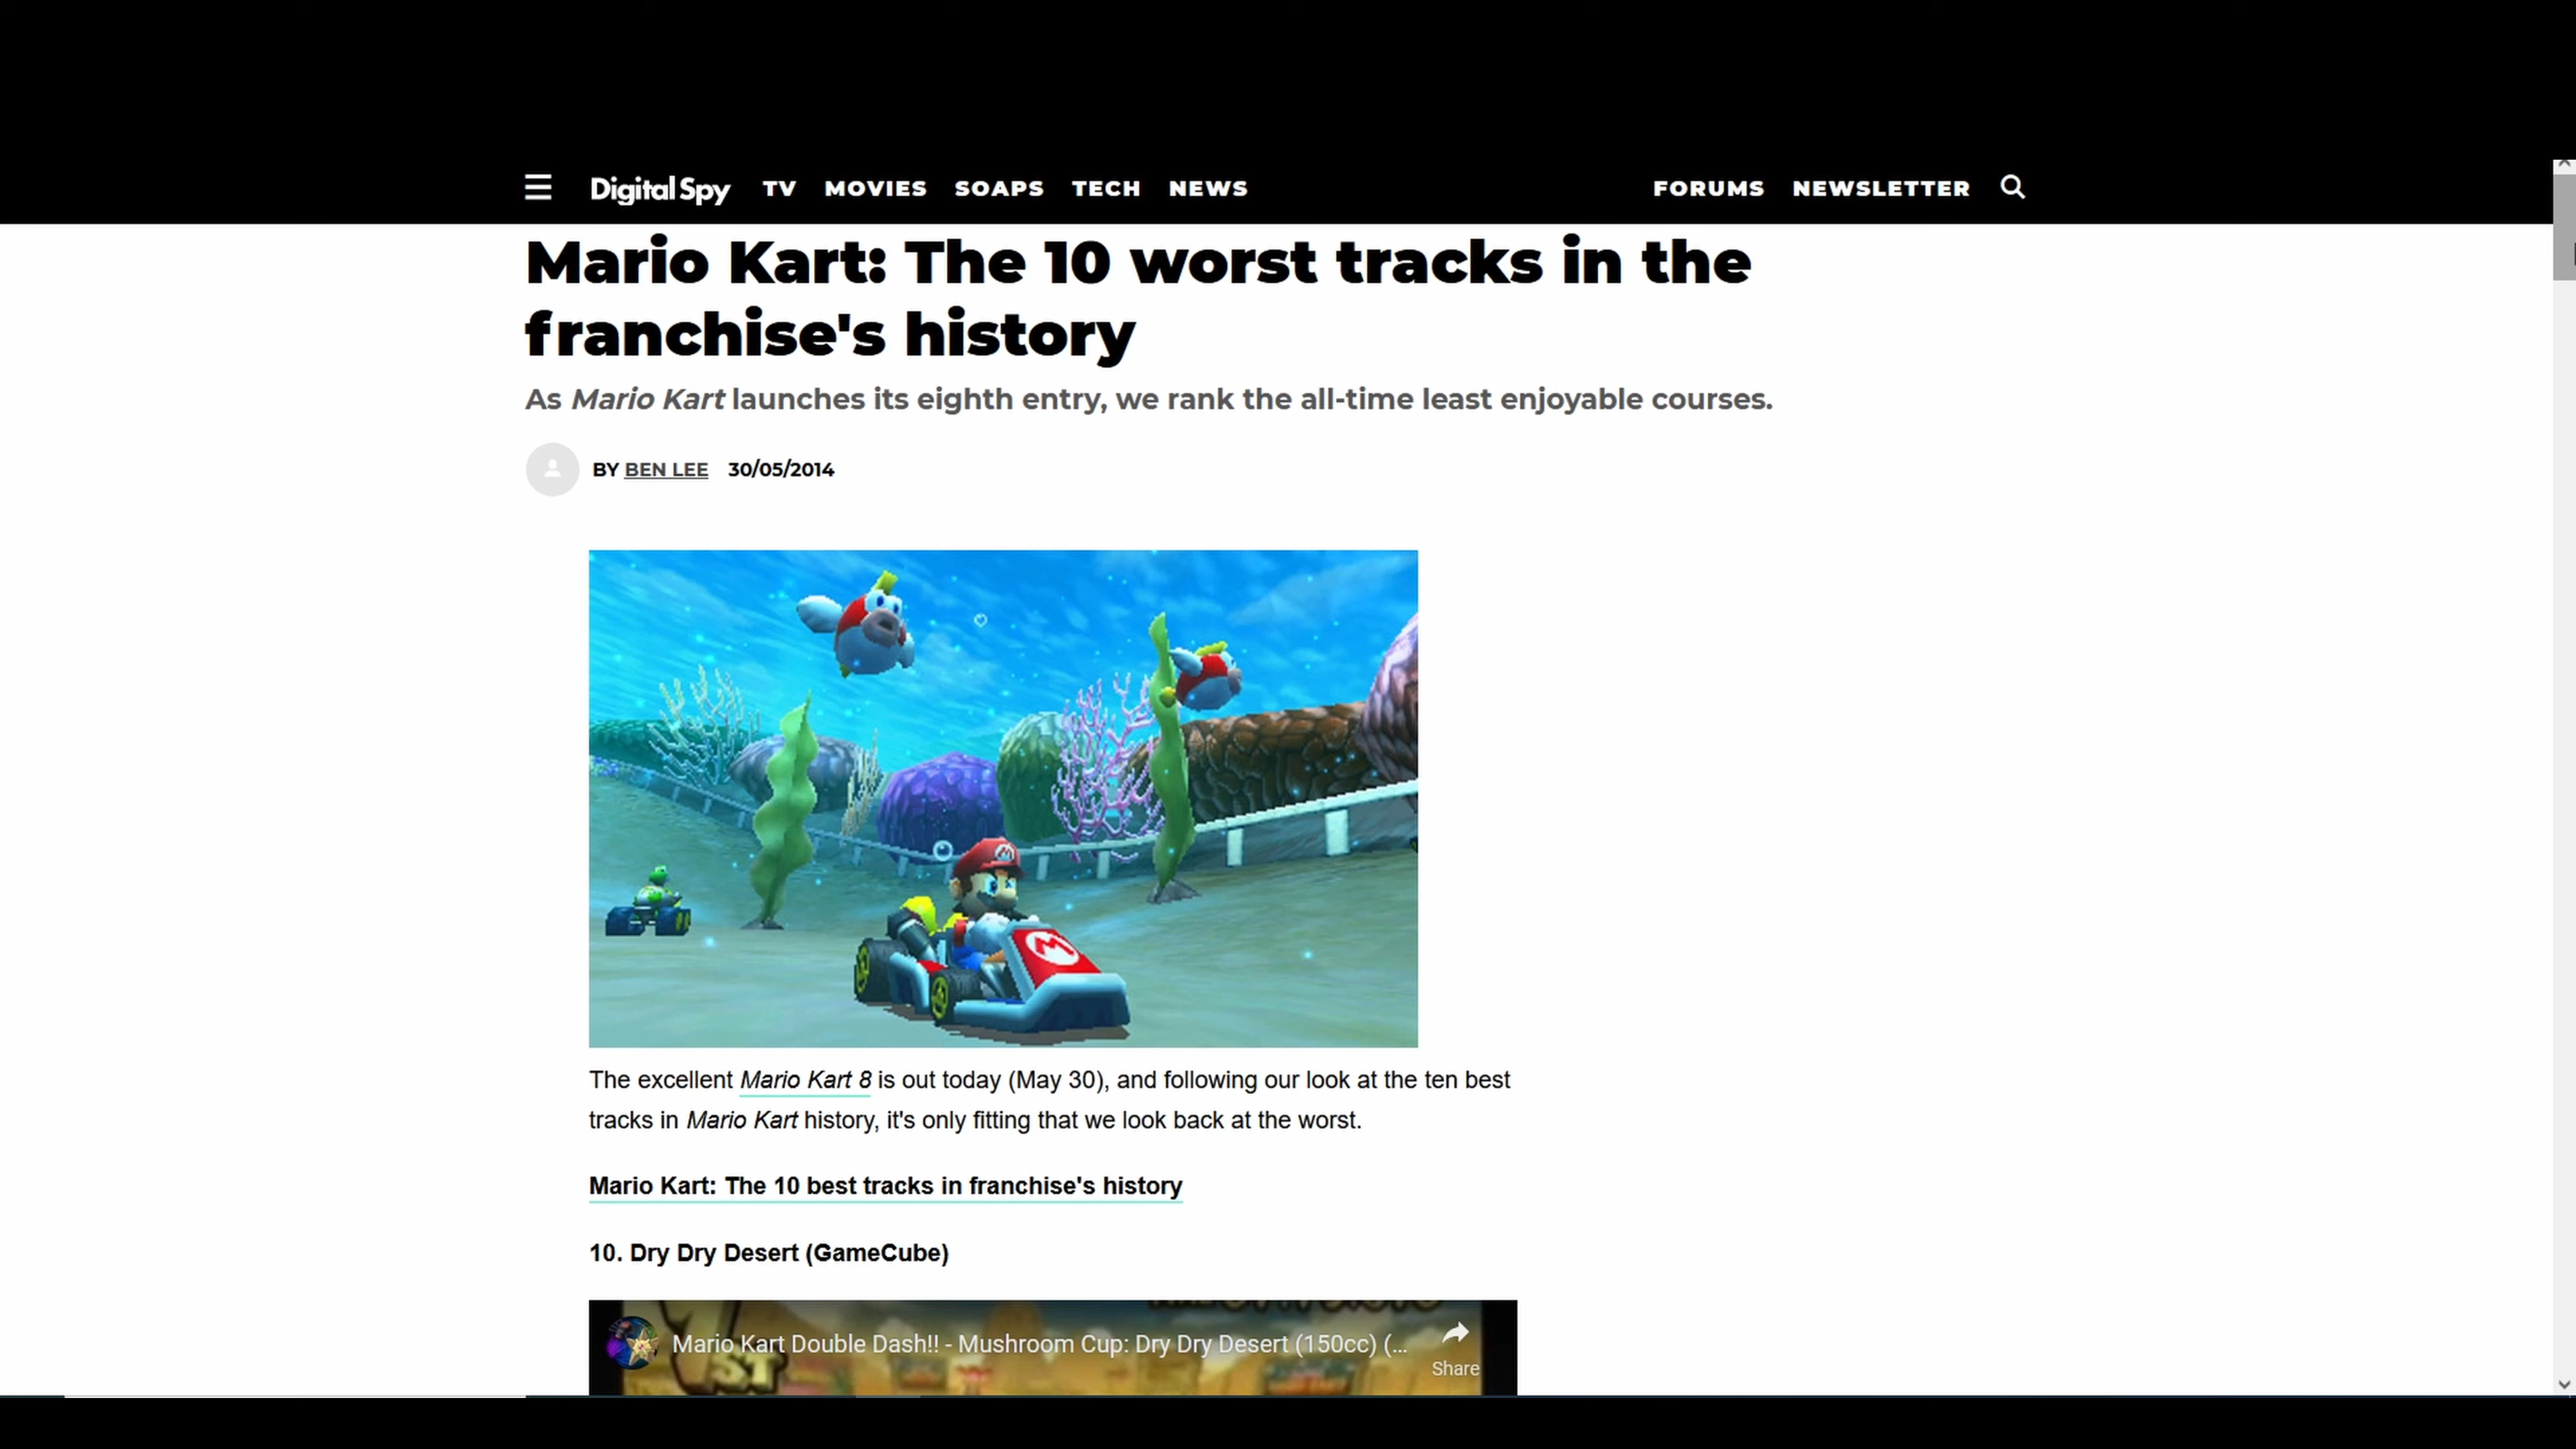 Digital Spy TV MOVIES SOAPS TECH NEWS FORUMS NEWSLETTER
Mario Kart: The 10 worst tracks in the
franchise's history
As Mario Kart launches its eighth entry, we rank the all-time least enjoyable courses.
BY BEN LEE 30/05/2014
M
M
The excellent Mario Kart 8 is out today (May 30), and following our look at the ten best
tracks in Mario Kart history, it's only fitting that we look back at the worst.
Mario Kart: The 10 best tracks in franchise's history
10. Dry Dry Desert (GameCube)
Mario Kart Double Dash!! - Mushroom Cup: Dry Dry Desert (150cc) (...
Share
1ST